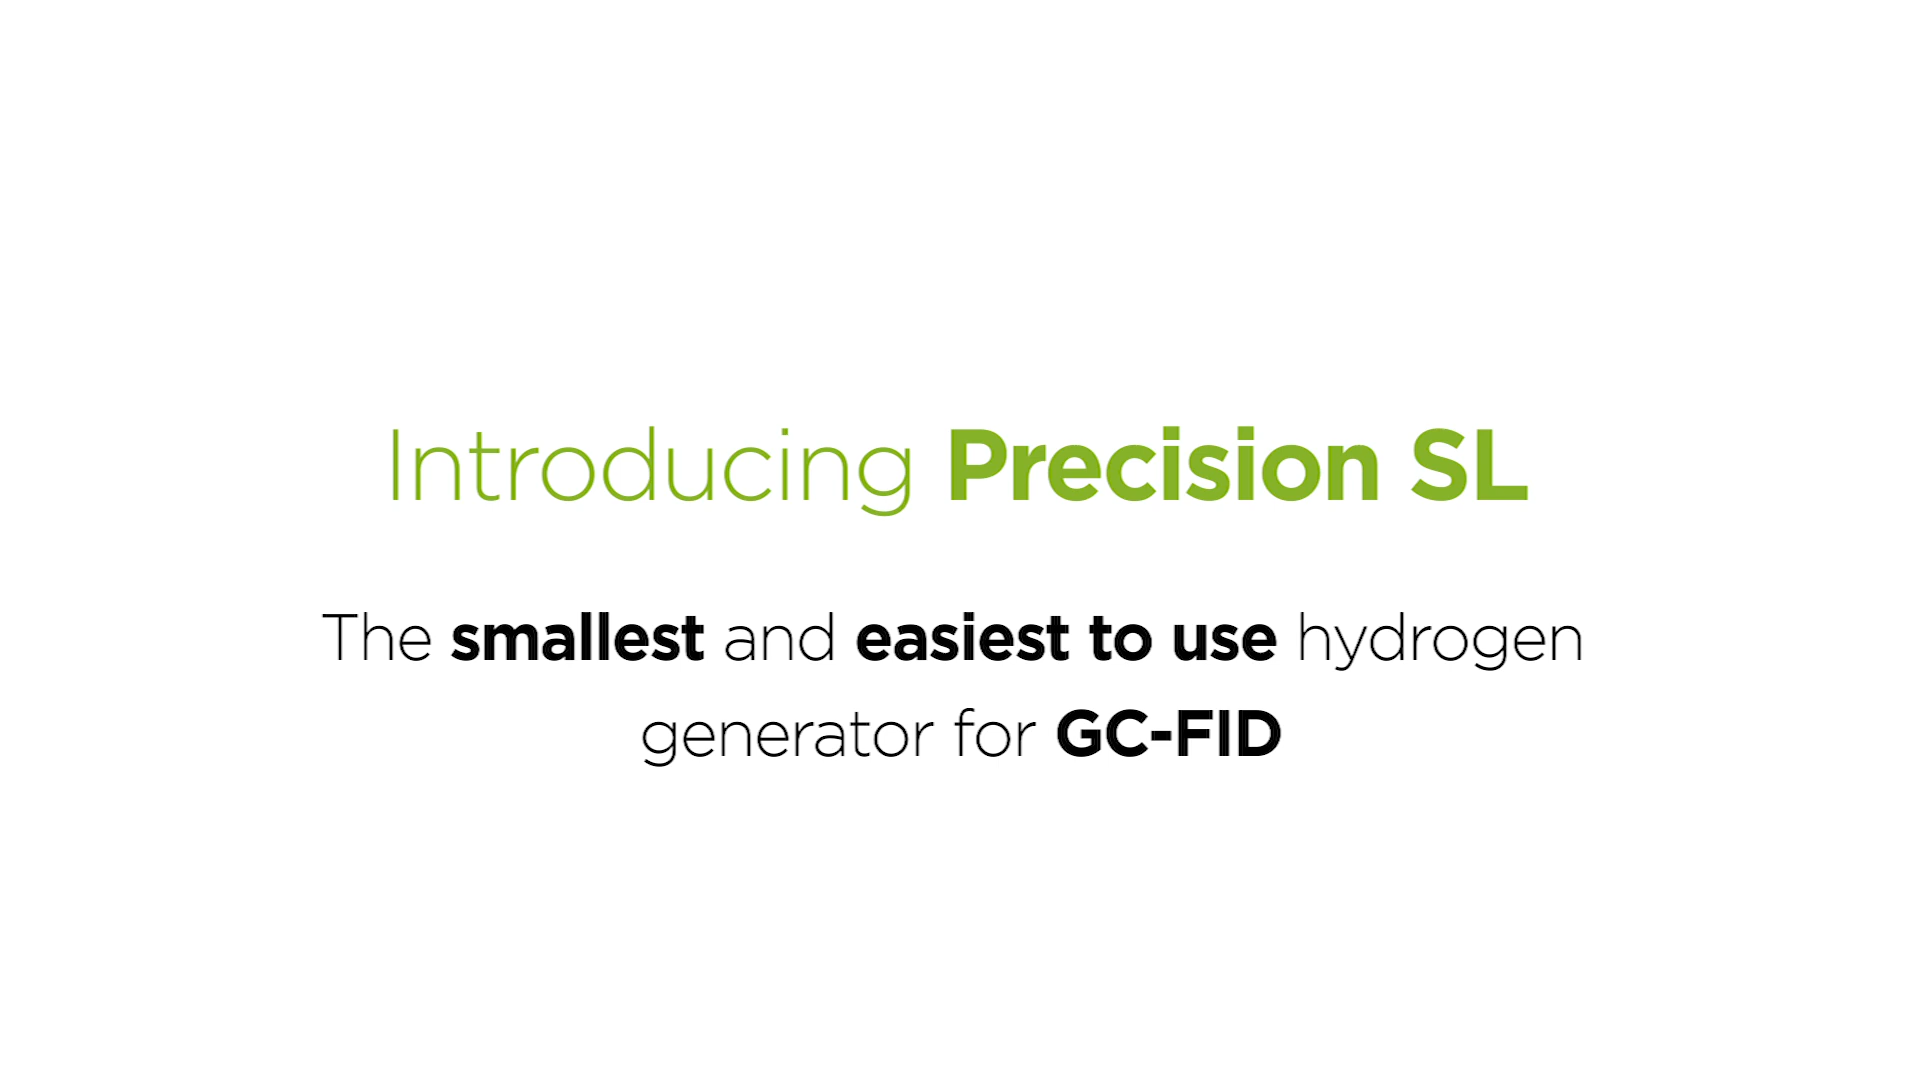 Introducing Precision SL
The smallest and easiest to use hydrogen
generator for GC-FID